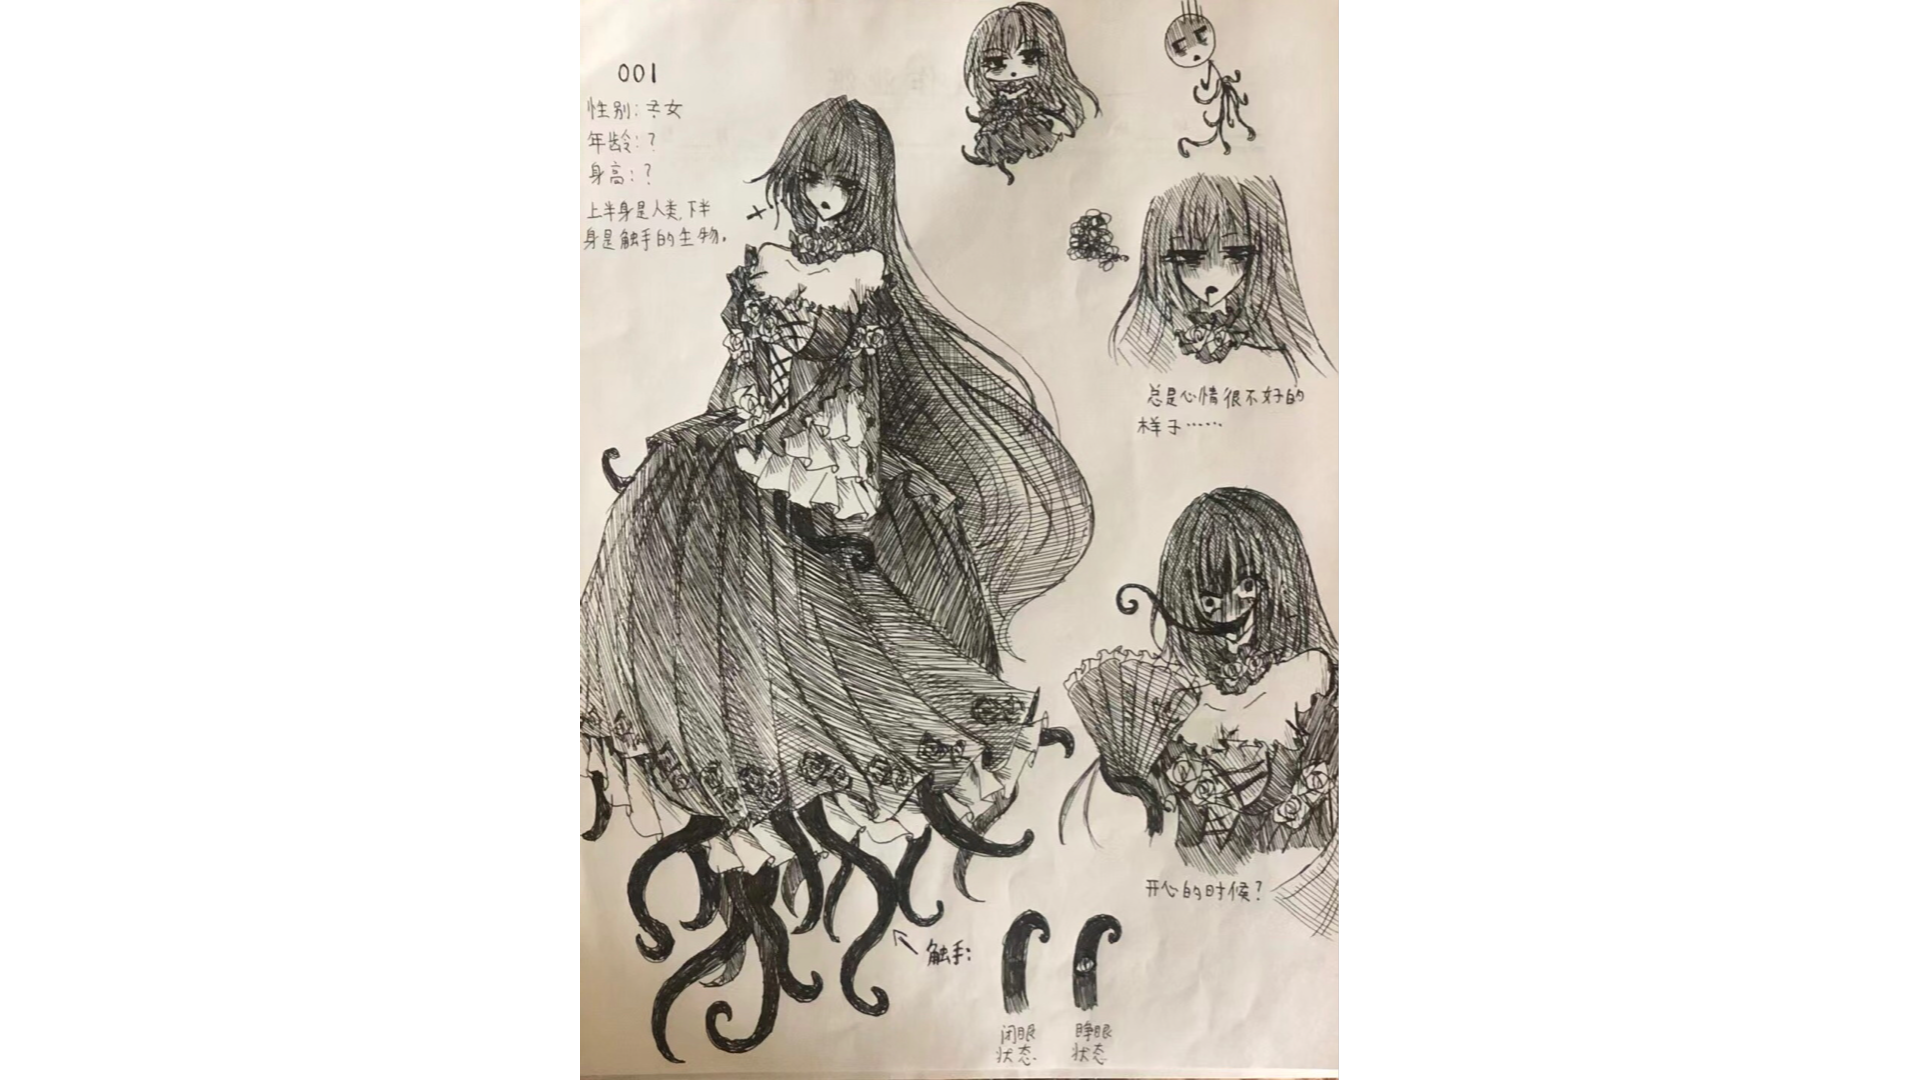 001
性别：女
年龄：？
身高：？
上半身是人类，下半
身是触手的生物。
总是心情很不好的
样子……
开心的时候？
触手：
闭眼
状态
睁眼
状态